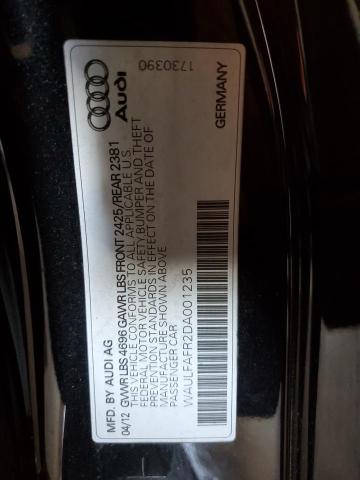 MFD. BY AUDI AG
04/12 GVWR LBS 4696 GAWR LBS FRONT 2425/REAR 2381
THIS VEHICLE CONFORMS TO ALL APPLICABLE U.S.
FEDERAL MOTOR VEHICLE SAFETY/BUMPER AND THEFT
PREVENTION STANDARDS IN EFFECT ON THE DATE OF
MANUFACTURE SHOWN ABOVE
PASSENGER CAR
WAULFAFR2DA001235
Audi
1730390
GERMANY